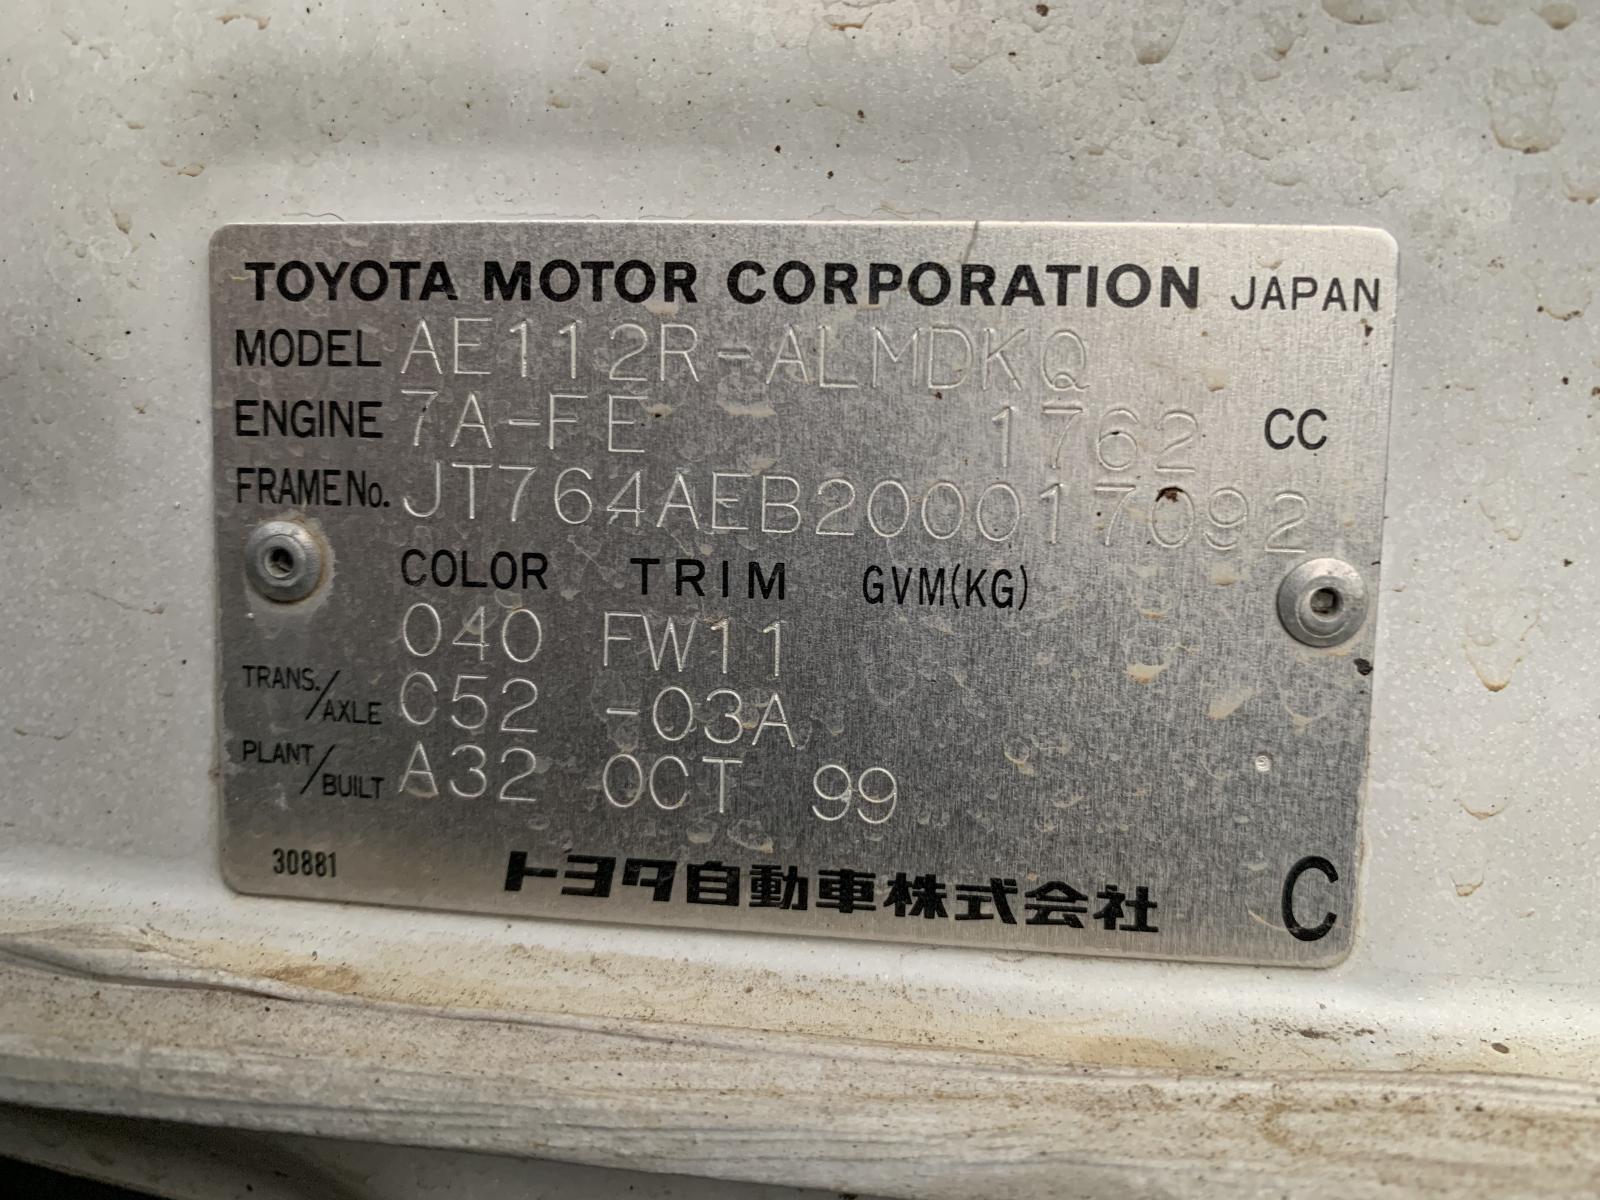 TOYOTA MOTOR CORPORATION JAPAN
MODEL AE112R-ALMDKQ
ENGINE 7A-FE 1762 CC
FRAME No. JT764AEB200017092
COLOR TRIM GVM(KG)
040 FW11
TRANS./AXLE C52 -03A
PLANT/BUILT A32 OCT 99
30881 トヨタ自動車株式会社 C